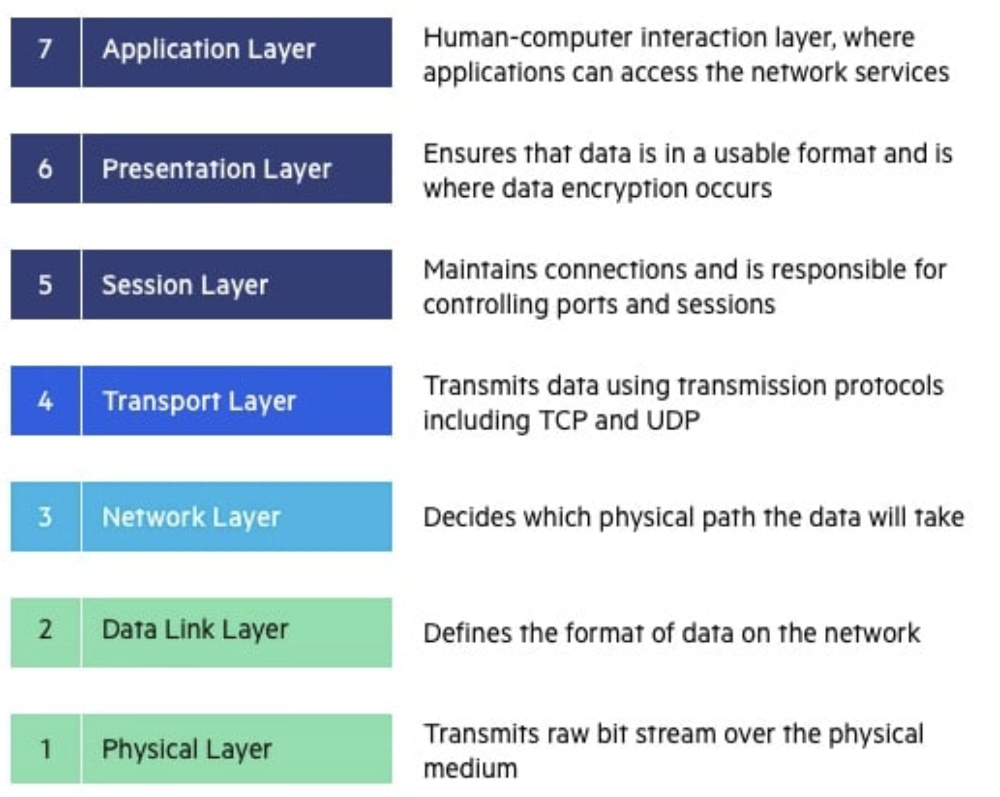 7 Application Layer
Human-computer interaction layer, where
applications can access the network services
6 Presentation Layer
Ensures that data is in a usable format and is
where data encryption occurs
5 Session Layer
Maintains connections and is responsible for
controlling ports and sessions
4 Transport Layer
Transmits data using transmission protocols
including TCP and UDP
3 Network Layer
Decides which physical path the data will take
2 Data Link Layer
Defines the format of data on the network
1 Physical Layer
Transmits raw bit stream over the physical
medium